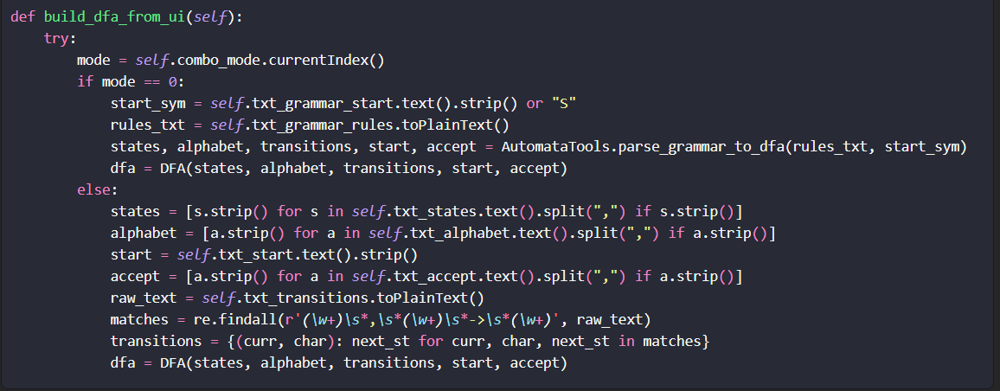 def build_dfa_from_ui(self):
    try:
        mode = self.combo_mode.currentIndex()
        if mode == 0:
            start_sym = self.txt_grammar_start.text().strip() or "S"
            rules_txt = self.txt_grammar_rules.toPlainText()
            states, alphabet, transitions, start, accept = AutomataTools.parse_grammar_to_dfa(rules_txt, start_sym)
            dfa = DFA(states, alphabet, transitions, start, accept)
        else:
            states = [s.strip() for s in self.txt_states.text().split(",") if s.strip()]
            alphabet = [a.strip() for a in self.txt_alphabet.text().split(",") if a.strip()]
            start = self.txt_start.text().strip()
            accept = [a.strip() for a in self.txt_accept.text().split(",") if a.strip()]
            raw_text = self.txt_transitions.toPlainText()
            matches = re.findall(r'(\w+)\s*,\s*(\w+)\s*->\s*(\w+)', raw_text)
            transitions = {(curr, char): next_st for curr, char, next_st in matches}
            dfa = DFA(states, alphabet, transitions, start, accept)